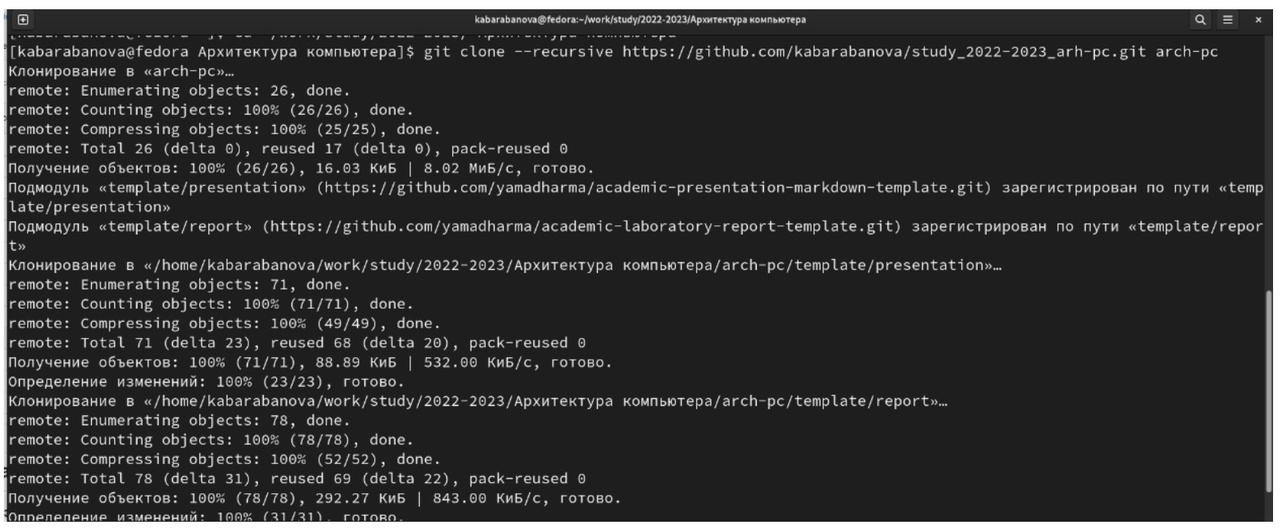 kabarabanova@fedora:~/work/study/2022-2023/Архитектура компьютера
[kabarabanova@fedora Архитектура компьютера]$ git clone --recursive https://github.com/kabarabanova/study_2022-2023_arh-pc.git arch-pc
Клонирование в «arch-pc»…
remote: Enumerating objects: 26, done.
remote: Counting objects: 100% (26/26), done.
remote: Compressing objects: 100% (25/25), done.
remote: Total 26 (delta 0), reused 17 (delta 0), pack-reused 0
Получение объектов: 100% (26/26), 16.03 КиБ | 8.02 МиБ/с, готово.
Подмодуль «template/presentation» (https://github.com/yamadharma/academic-presentation-markdown-template.git) зарегистрирован по пути «temp
late/presentation»
Подмодуль «template/report» (https://github.com/yamadharma/academic-laboratory-report-template.git) зарегистрирован по пути «template/repor
t»
Клонирование в «/home/kabarabanova/work/study/2022-2023/Архитектура компьютера/arch-pc/template/presentation»…
remote: Enumerating objects: 71, done.
remote: Counting objects: 100% (71/71), done.
remote: Compressing objects: 100% (49/49), done.
remote: Total 71 (delta 23), reused 68 (delta 20), pack-reused 0
Получение объектов: 100% (71/71), 88.89 КиБ | 532.00 КиБ/с, готово.
Определение изменений: 100% (23/23), готово.
Клонирование в «/home/kabarabanova/work/study/2022-2023/Архитектура компьютера/arch-pc/template/report»…
remote: Enumerating objects: 78, done.
remote: Counting objects: 100% (78/78), done.
remote: Compressing objects: 100% (52/52), done.
remote: Total 78 (delta 31), reused 69 (delta 22), pack-reused 0
Получение объектов: 100% (78/78), 292.27 КиБ | 843.00 КиБ/с, готово.
Определение изменений: 100% (31/31), готово.